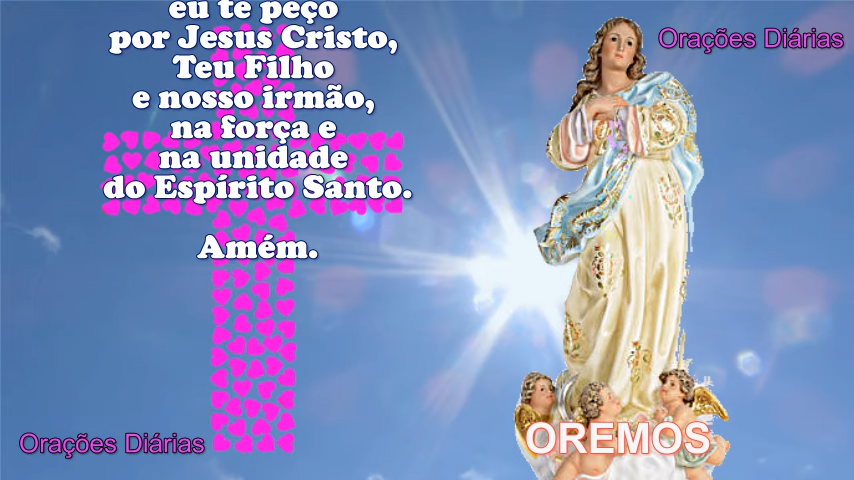 eu te peço
por Jesus Cristo,
Teu Filho
e nosso irmão,
na força e
na unidade
do Espírito Santo.
Amém.
Orações Diárias
Orações Diárias
OREMOS